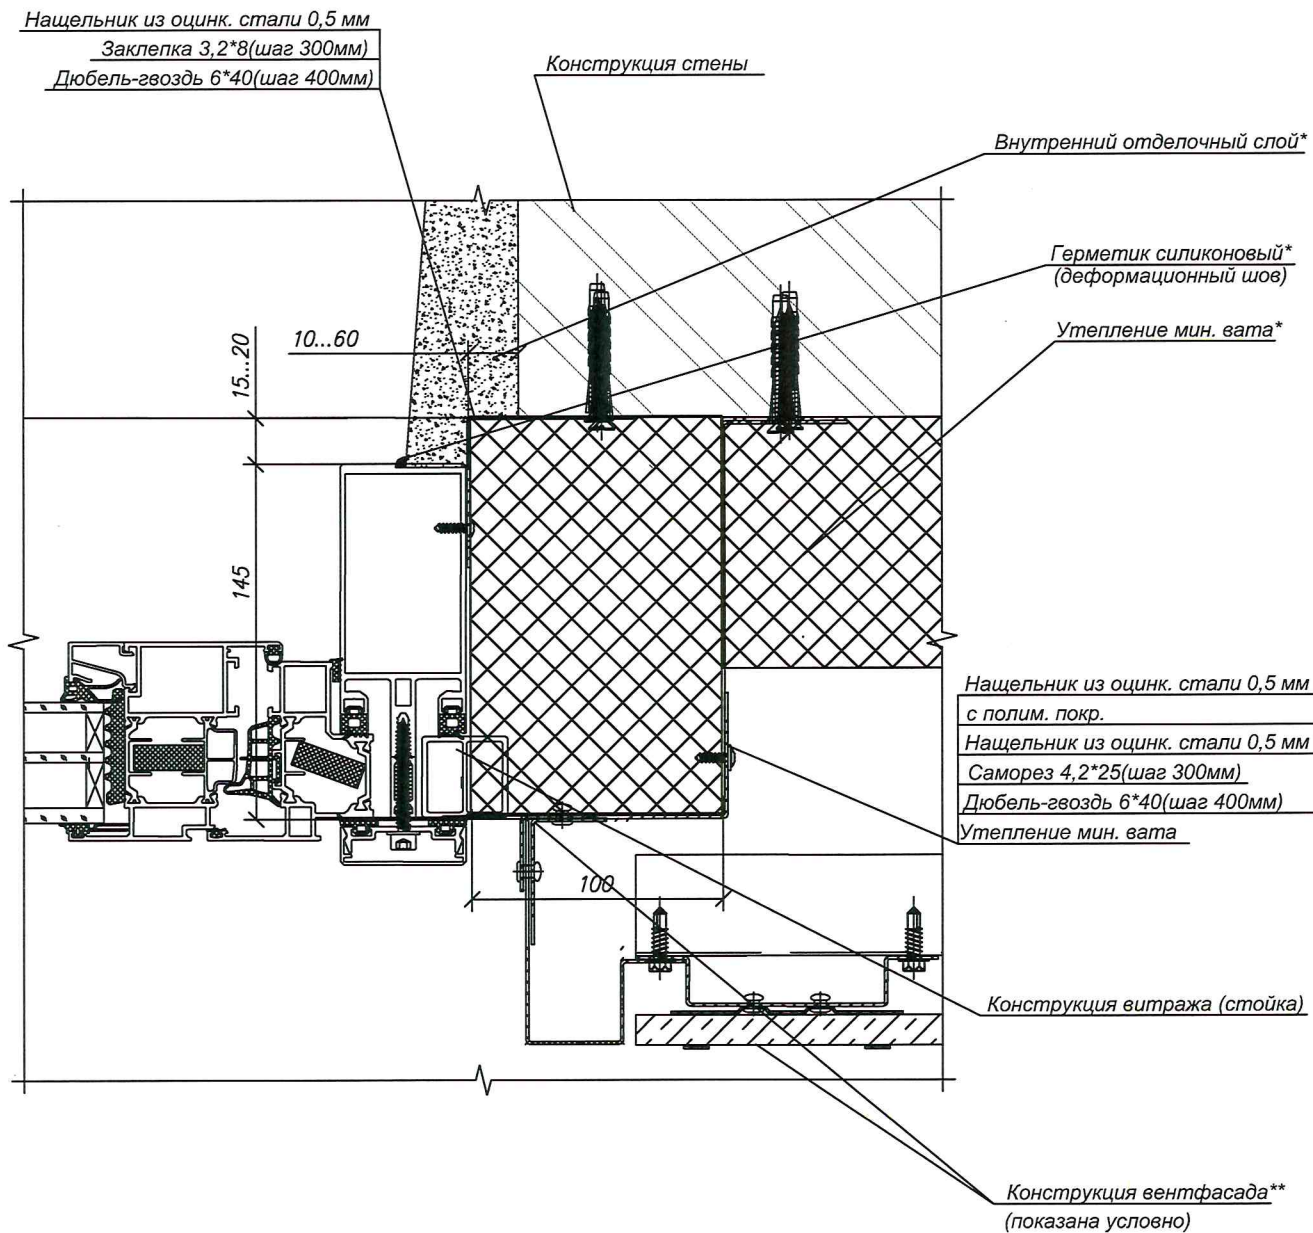 Нащельник из оцинк. стали 0,5 мм
Заклепка 3,2*8(шаг 300мм)
Дюбель-гвоздь 6*40(шаг 400мм)
Конструкция стены
Внутренний отделочный слой*
Герметик силиконовый*
(деформационный шов)
Утепление мин. вата*
10...60
15...20
145
Нащельник из оцинк. стали 0,5 мм
с полим. покр.
Нащельник из оцинк. стали 0,5 мм
Саморез 4,2*25(шаг 300мм)
Дюбель-гвоздь 6*40(шаг 400мм)
Утепление мин. вата
100
Конструкция витража (стойка)
Конструкция вентфасада**
(показана условно)